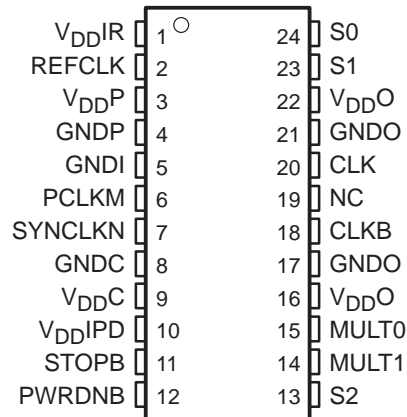 VDDIR 1 24 S0
REFCLK 2 23 S1
VDDP 3 22 VDDO
GNDP 4 21 GNDO
GNDI 5 20 CLK
PCLKM 6 19 NC
SYNCLKN 7 18 CLKB
GNDC 8 17 GNDO
VDDC 9 16 VDDO
VDDIPD 10 15 MULT0
STOPB 11 14 MULT1
PWRDNB 12 13 S2